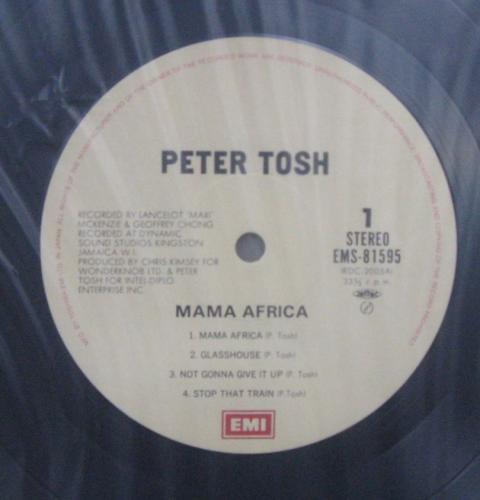 PETER TOSH
RECORDED BY LANCELOT 'MAXI'
MCKENZIE & GEOFFREY CHONG
RECORDED AT DYNAMIC
SOUND STUDIOS KINGSTON
JAMAICA W.I.
PRODUCED BY CHRIS KIMSEY FOR
WONDERKNOB LTD. & PETER
TOSH FOR INTEL-DIPLO
ENTERPRISE INC.
1
STEREO
EMS-81595
33⅓ r.p.m.
MAMA AFRICA
1. MAMA AFRICA (P. Tosh)
2. GLASSHOUSE (P. Tosh)
3. NOT GONNA GIVE IT UP (P. Tosh)
4. STOP THAT TRAIN (P.Tosh)
EMI